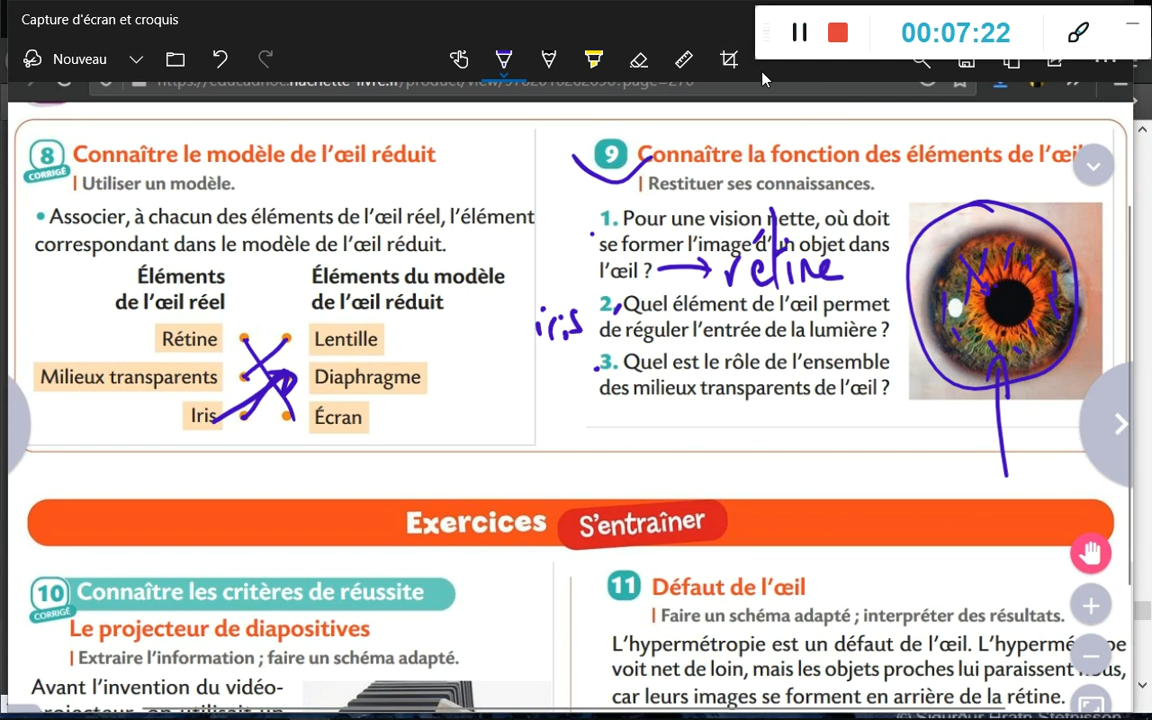 Capture d'écran et croquis
00:07:22
Nouveau
8
CORRIGÉ
Connaître le modèle de l'œil réduit
Utiliser un modèle.
• Associer, à chacun des éléments de l'œil réel, l'élément
correspondant dans le modèle de l'œil réduit.
Éléments
de l'œil réel
Éléments du modèle
de l'œil réduit
Rétine
Lentille
Milieux transparents
Diaphragme
Iris
Écran
9
Connaître la fonction des éléments de l'œil
Restituer ses connaissances.
1. Pour une vision nette, où doit
se former l'image d'un objet dans
l'œil ? → rétine
2. Quel élément de l'œil permet
iris de réguler l'entrée de la lumière ?
3. Quel est le rôle de l'ensemble
des milieux transparents de l'œil ?
Exercices S'entraîner
10
CORRIGÉ
Connaître les critères de réussite
Le projecteur de diapositives
Extraire l'information ; faire un schéma adapté.
Avant l'invention du vidéo-
projecteur, on utilisait un
11
Défaut de l'œil
Faire un schéma adapté ; interpréter des résultats.
L'hypermétropie est un défaut de l'œil. L'hypermétrope
voit net de loin, mais les objets proches lui paraissent flous,
car leurs images se forment en arrière de la rétine.